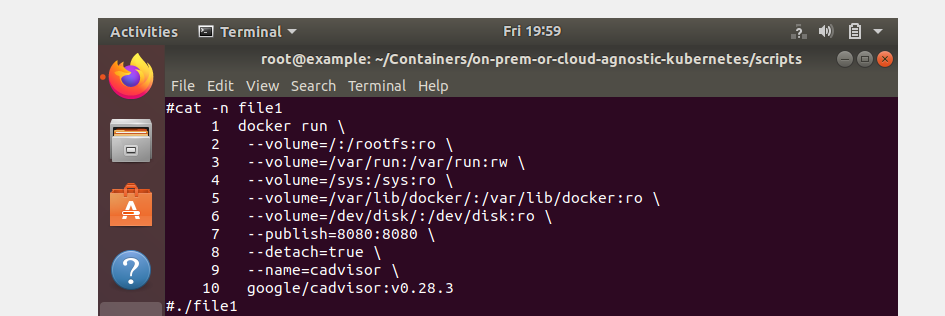 Activities Terminal Fri 19:59
root@example: ~/Containers/on-prem-or-cloud-agnostic-kubernetes/scripts
File Edit View Search Terminal Help
#cat -n file1
1 docker run \
2 --volume=/:/rootfs:ro \
3 --volume=/var/run:/var/run:rw \
4 --volume=/sys:/sys:ro \
5 --volume=/var/lib/docker/:/var/lib/docker:ro \
6 --volume=/dev/disk/:/dev/disk:ro \
7 --publish=8080:8080 \
8 --detach=true \
9 --name=cadvisor \
10 google/cadvisor:v0.28.3
#./file1